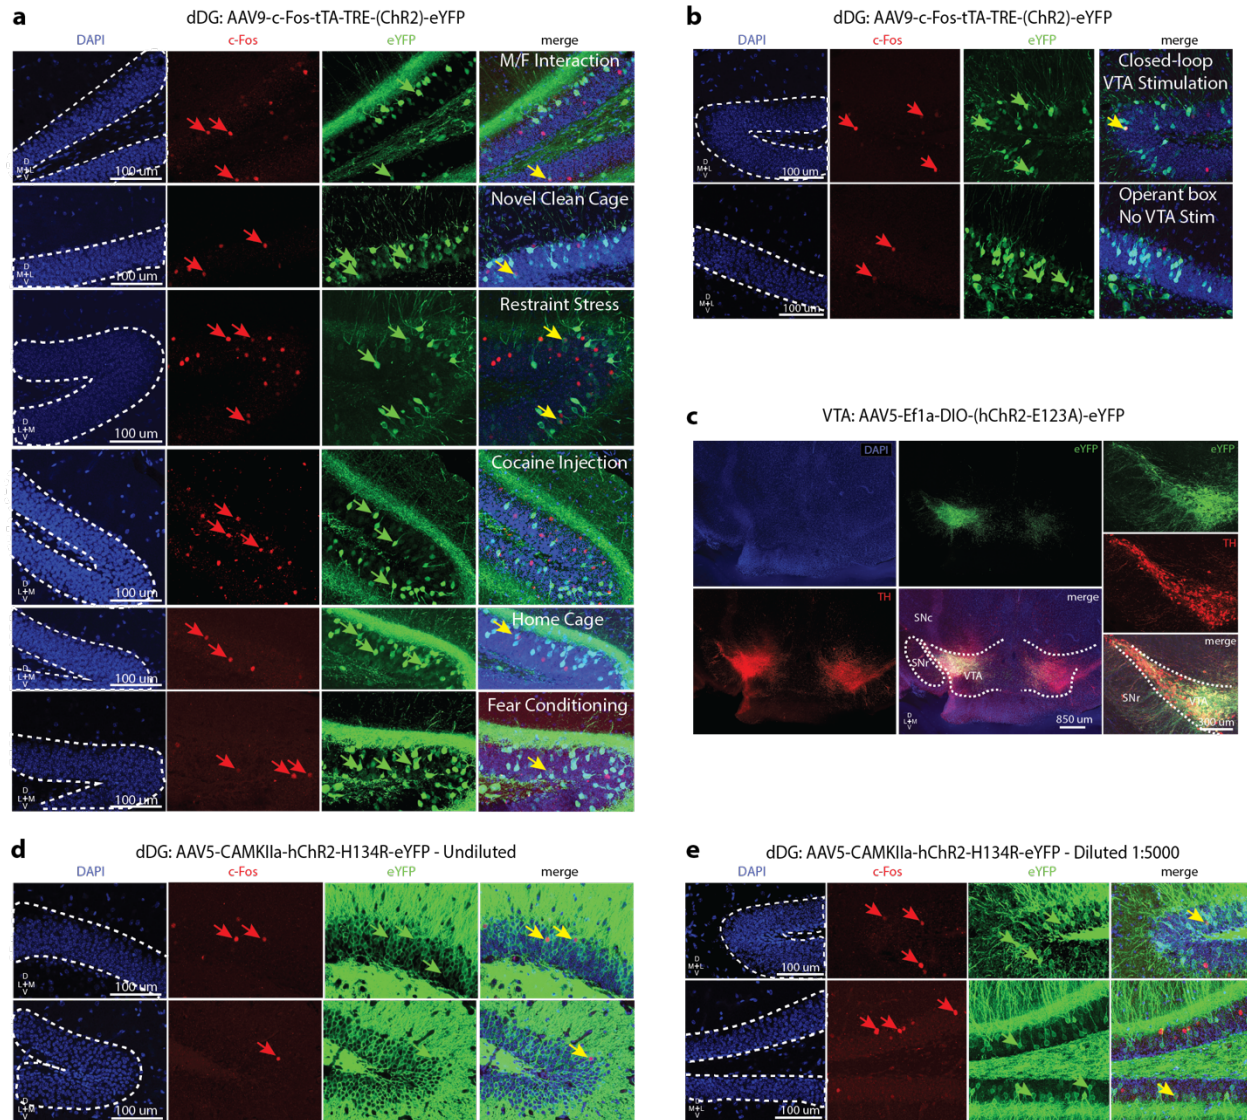 a
dDG: AAV9-c-Fos-tTA-TRE-(ChR2)-eYFP
DAPI c-Fos eYFP merge
M/F Interaction
D
M+L
V
100 um
Novel Clean Cage
D
M+L
V
100 um
Restraint Stress
D
L+M
V
100 um
Cocaine Injection
D
L+M
V
100 um
Home Cage
D
L+M
V
100 um
Fear Conditioning
D
L+M
V
100 um
b
dDG: AAV9-c-Fos-tTA-TRE-(ChR2)-eYFP
DAPI c-Fos eYFP merge
Closed-loop
VTA Stimulation
D
M+L
V
100 um
Operant box
No VTA Stim
D
M+L
V
100 um
c
VTA: AAV5-Ef1a-DIO-(hChR2-E123A)-eYFP
DAPI eYFP eYFP
TH
TH merge merge
SNc
SNr
VTA
D
L+M
V
850 um
SNr
VTA
300 um
d
dDG: AAV5-CAMKIIa-hChR2-H134R-eYFP - Undiluted
DAPI c-Fos eYFP merge
D
L+M
V
100 um
D
L+M
V
100 um
e
dDG: AAV5-CAMKIIa-hChR2-H134R-eYFP - Diluted 1:5000
DAPI c-Fos eYFP merge
D
M+L
V
100 um
D
M+L
V
100 um